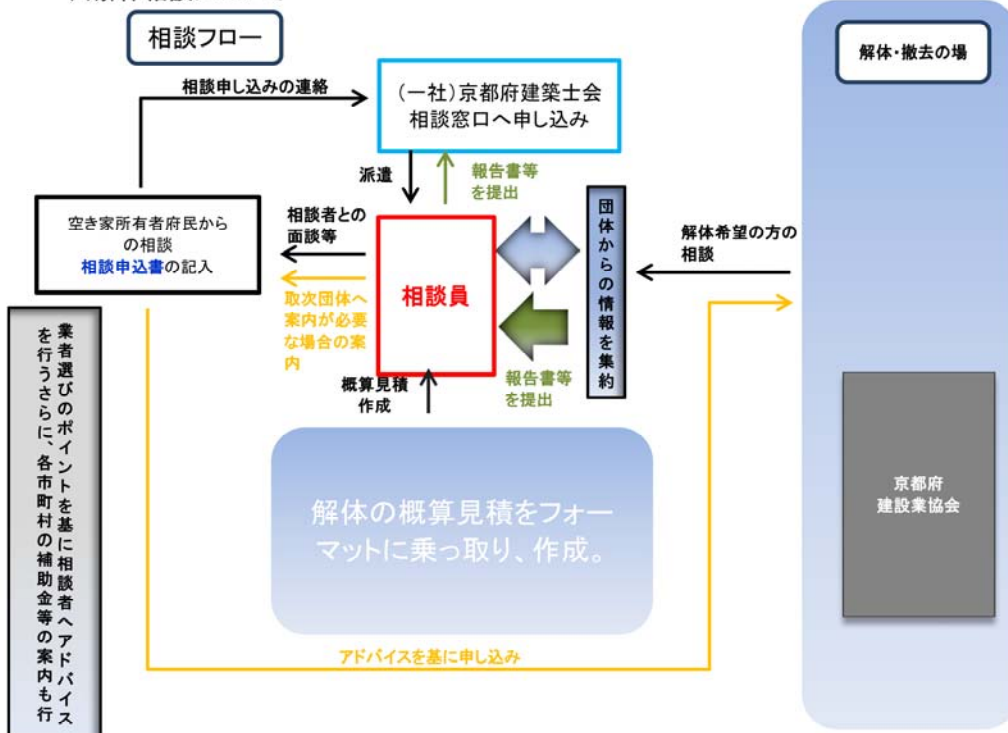 相談フロー
解体・撤去の場
相談申し込みの連絡
(一社)京都府建築士会
相談窓口へ申し込み
派遣
報告書等
を提出
空き家所有者府民から
の相談
相談申込書の記入
相談者との
面談等
相談員
団体からの情報を集約
解体希望の方の
相談
取次団体へ
案内が必要
な場合の案
内
報告書等
を提出
概算見積
作成
業者選びのポイントを基に相談者へアドバイス
を行うさらに、各市町村の補助金等の案内も行
解体の概算見積をフォー
マットに乗っ取り、作成。
京都府
建設業協会
アドバイスを基に申し込み